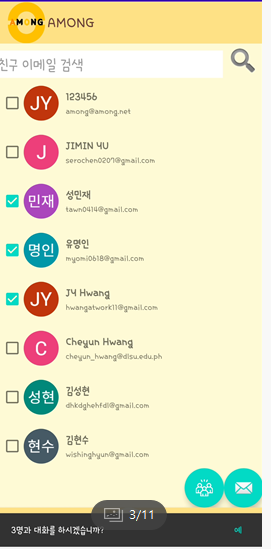 AMONG AMONG
친구 이메일 검색
JY 123456
among@among.net
J JIMIN YU
serochen0207@gmail.com
민재 성민재
tawn0414@gmail.com
명인 유명인
myomi0618@gmail.com
JY JY Hwang
hwangatwork11@gmail.com
C Cheyun Hwang
cheyun_hwang@dlsu.edu.ph
성현 김성현
dhkdghehfdl@gmail.com
현수 김현수
wishinghyun@gmail.com
3/11
3명과 대화를 하시겠습니까? 예